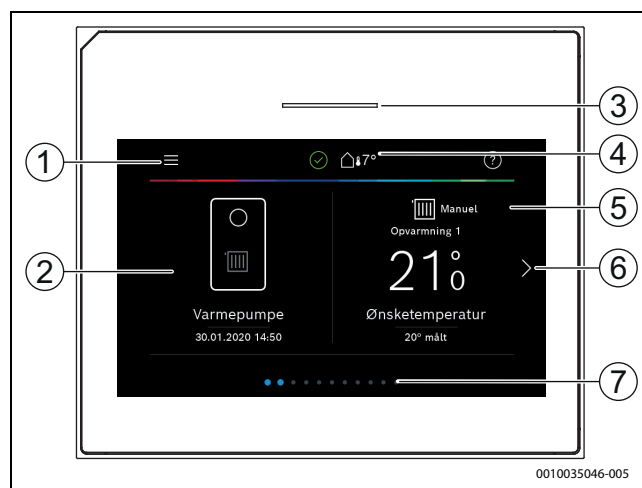 1
2
3
4
5
6
7
7°
?
Manuel
Opvarmning 1
21°0
Varmepumpe
30.01.2020 14:50
Ønsketemperatur
20° målt
0010035046-005